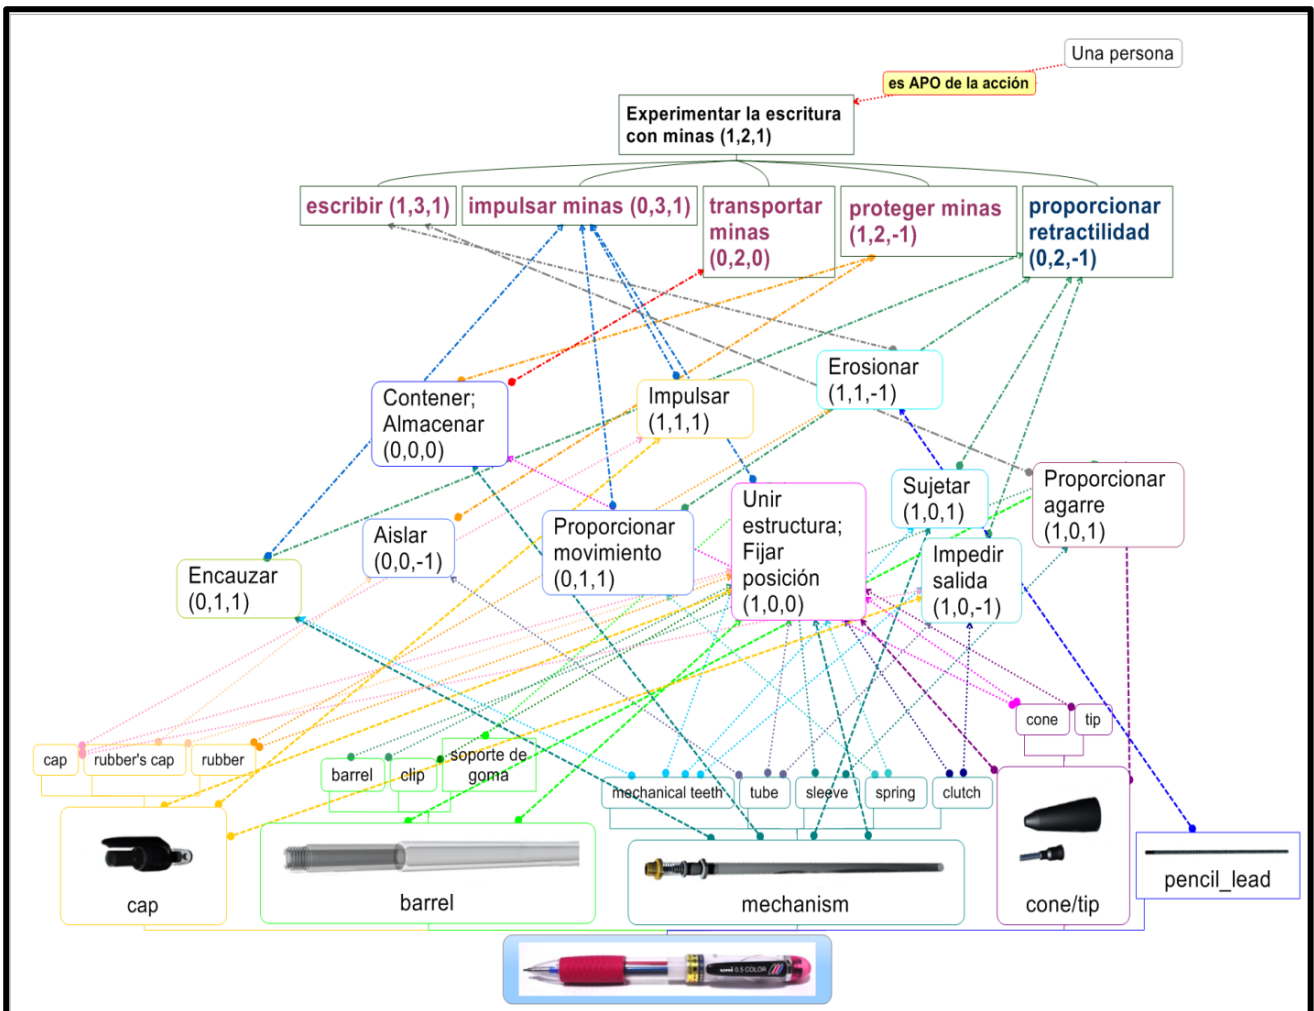 Una persona
es APO de la acción
Experimentar la escritura
con minas (1,2,1)
escribir (1,3,1)
impulsar minas (0,3,1)
transportar
minas
(0,2,0)
proteger minas
(1,2,-1)
proporcionar
retractilidad
(0,2,-1)
Erosionar
(1,1,-1)
Contener;
Almacenar
(0,0,0)
Impulsar
(1,1,1)
Sujetar
(1,0,1)
Proporcionar
agarre
(1,0,1)
Unir
estructura;
Fijar
posición
(1,0,0)
Aislar
(0,0,-1)
Proporcionar
movimiento
(0,1,1)
Impedir
salida
(1,0,-1)
Encauzar
(0,1,1)
cone
tip
cap
rubber's cap
rubber
barrel
clip
soporte de
goma
mechanical teeth
tube
sleeve
spring
clutch
cap
barrel
mechanism
cone/tip
pencil_lead
uni 0.5 COLOR